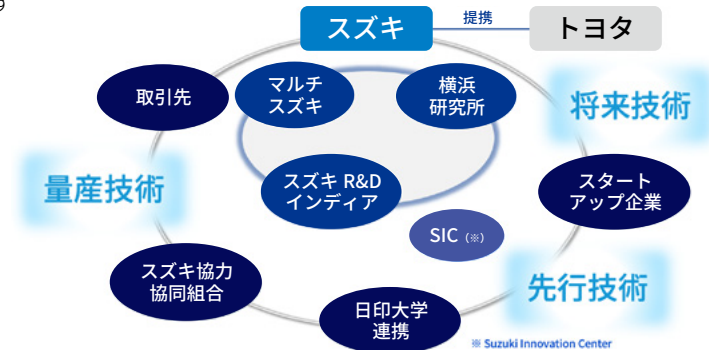 9
スズキ
提携
トヨタ
取引先
マルチ
スズキ
横浜
研究所
将来技術
量産技術
スズキ R&D
インディア
スタート
アップ企業
SIC (※)
スズキ協力
協同組合
先行技術
日印大学
連携
※ Suzuki Innovation Center